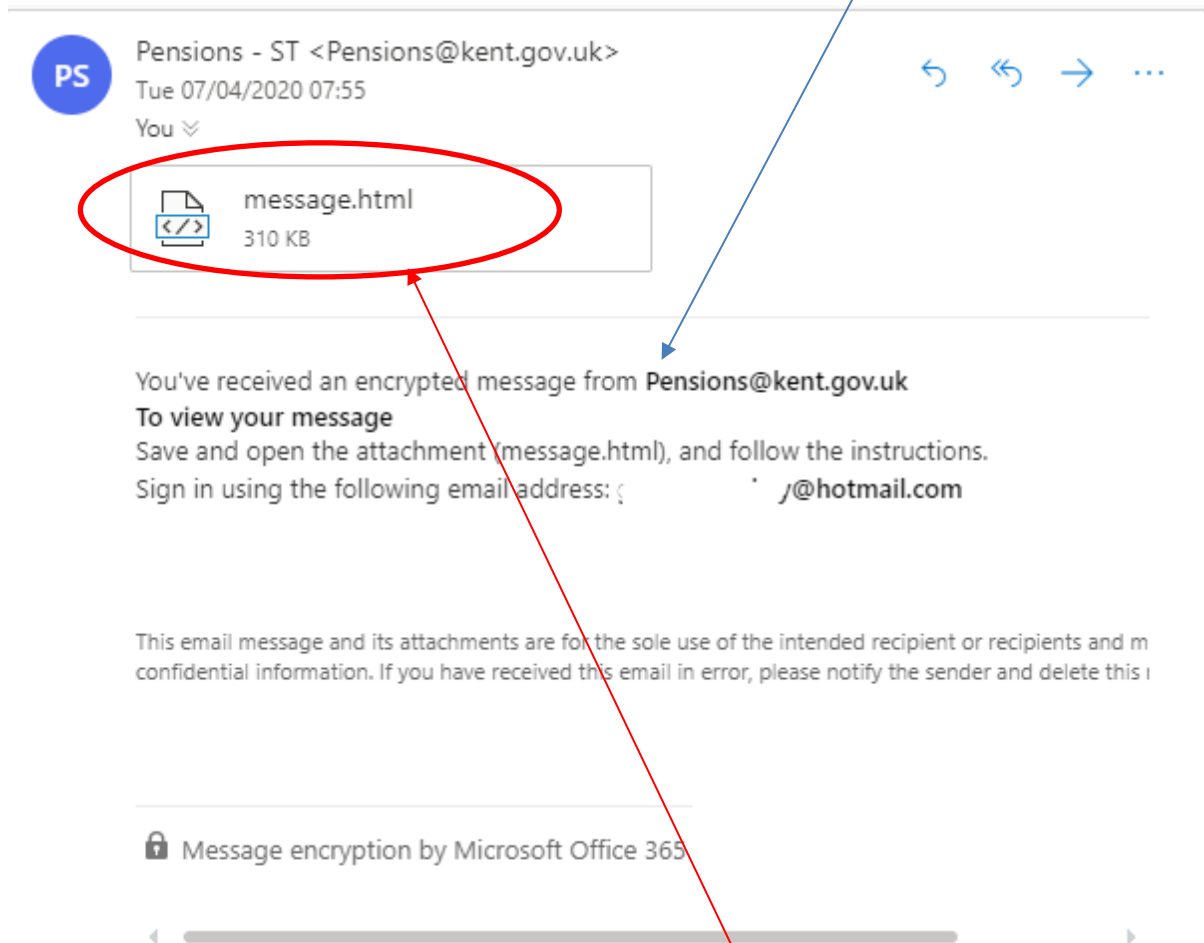 PS
Pensions - ST <Pensions@kent.gov.uk>
Tue 07/04/2020 07:55
You
message.html
310 KB
You've received an encrypted message from Pensions@kent.gov.uk
To view your message
Save and open the attachment (message.html), and follow the instructions.
Sign in using the following email address: @hotmail.com
This email message and its attachments are for the sole use of the intended recipient or recipients and
confidential information. If you have received this email in error, please notify the sender and delete this
Message encryption by Microsoft Office 365